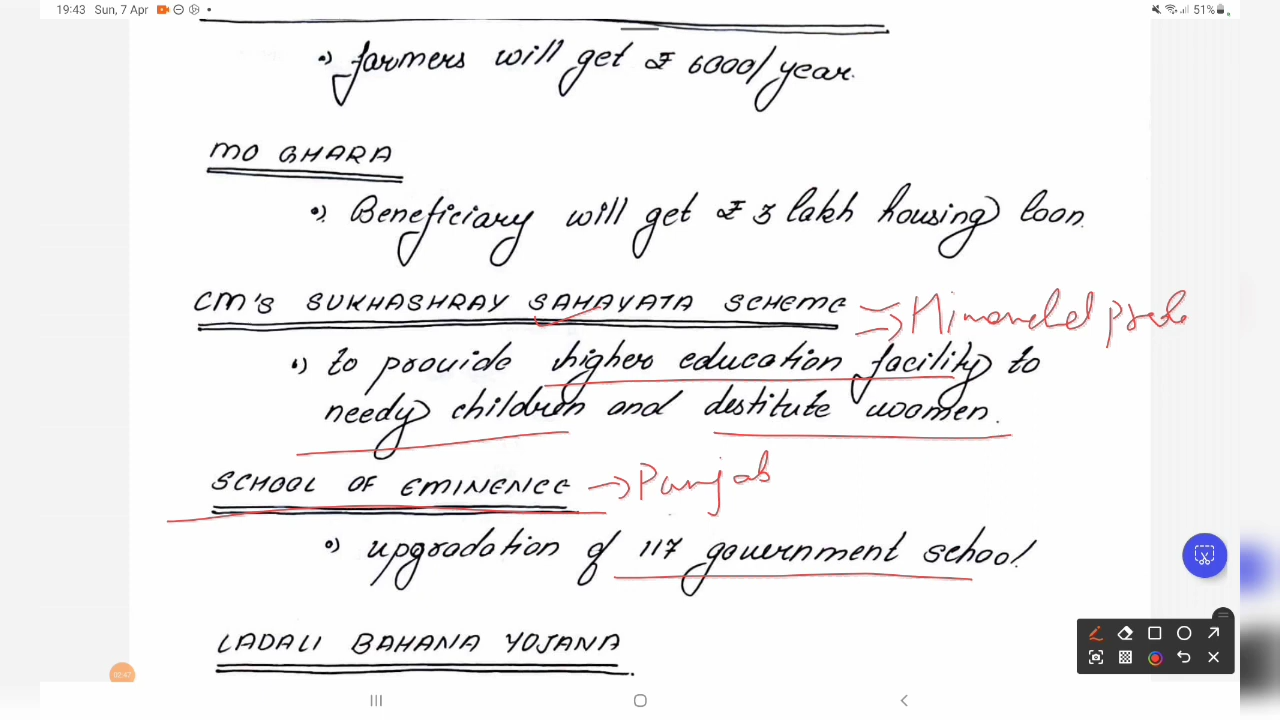 19:43 Sun, 7 Apr
51%
•) farmers will get ₹ 6000/year.
MO GHARA
•) Beneficiary will get ₹ 3 lakh housing loan.
CM'S SUKHASHRAY SAHAYATA SCHEME
•) to provide higher education facility to
needy children and destitute women.
SCHOOL OF EMINENCE → Punjab
•) upgradation of 117 government school.
LADALI BAHANA YOJANA
02:47